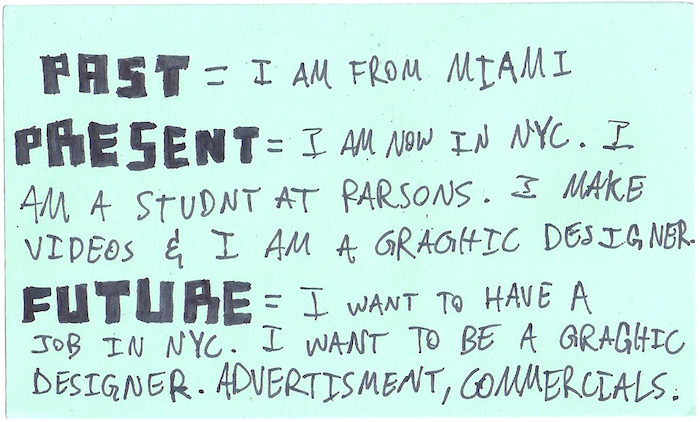 PAST = I AM FROM MIAMI
PRESENT = I AM NOW IN NYC. I
AM A STUDNT AT PARSONS. I MAKE
VIDEOS & I AM A GRAGHIC DESIGNER.
FUTURE = I WANT TO HAVE A
JOB IN NYC. I WANT TO BE A GRAGHIC
DESIGNER. ADVERTISMENT, COMMERCIALS.